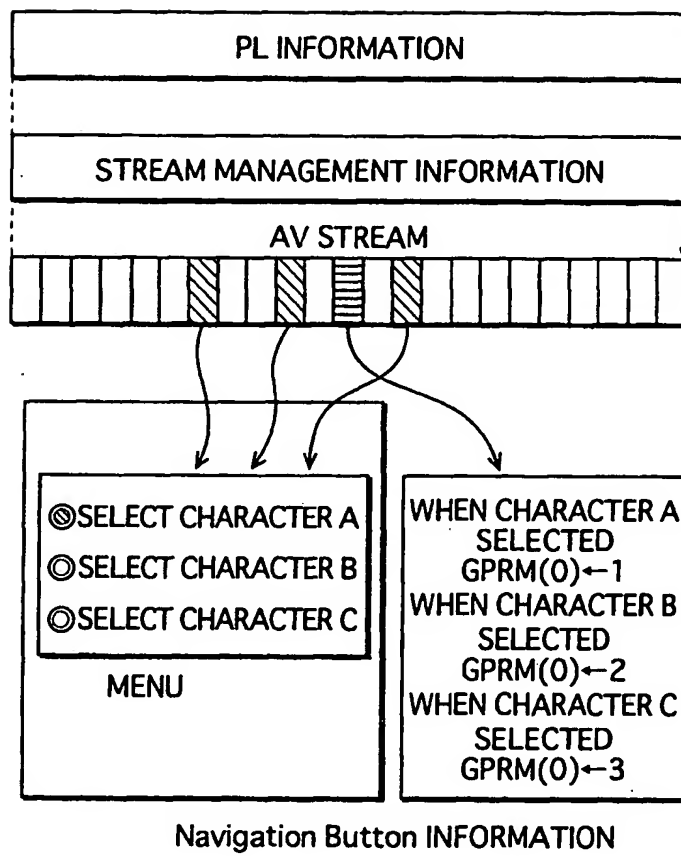 PL INFORMATION
STREAM MANAGEMENT INFORMATION
AV STREAM
SELECT CHARACTER A
SELECT CHARACTER B
SELECT CHARACTER C
MENU
WHEN CHARACTER A
SELECTED
GPRM(0)←1
WHEN CHARACTER B
SELECTED
GPRM(0)←2
WHEN CHARACTER C
SELECTED
GPRM(0)←3
Navigation Button INFORMATION